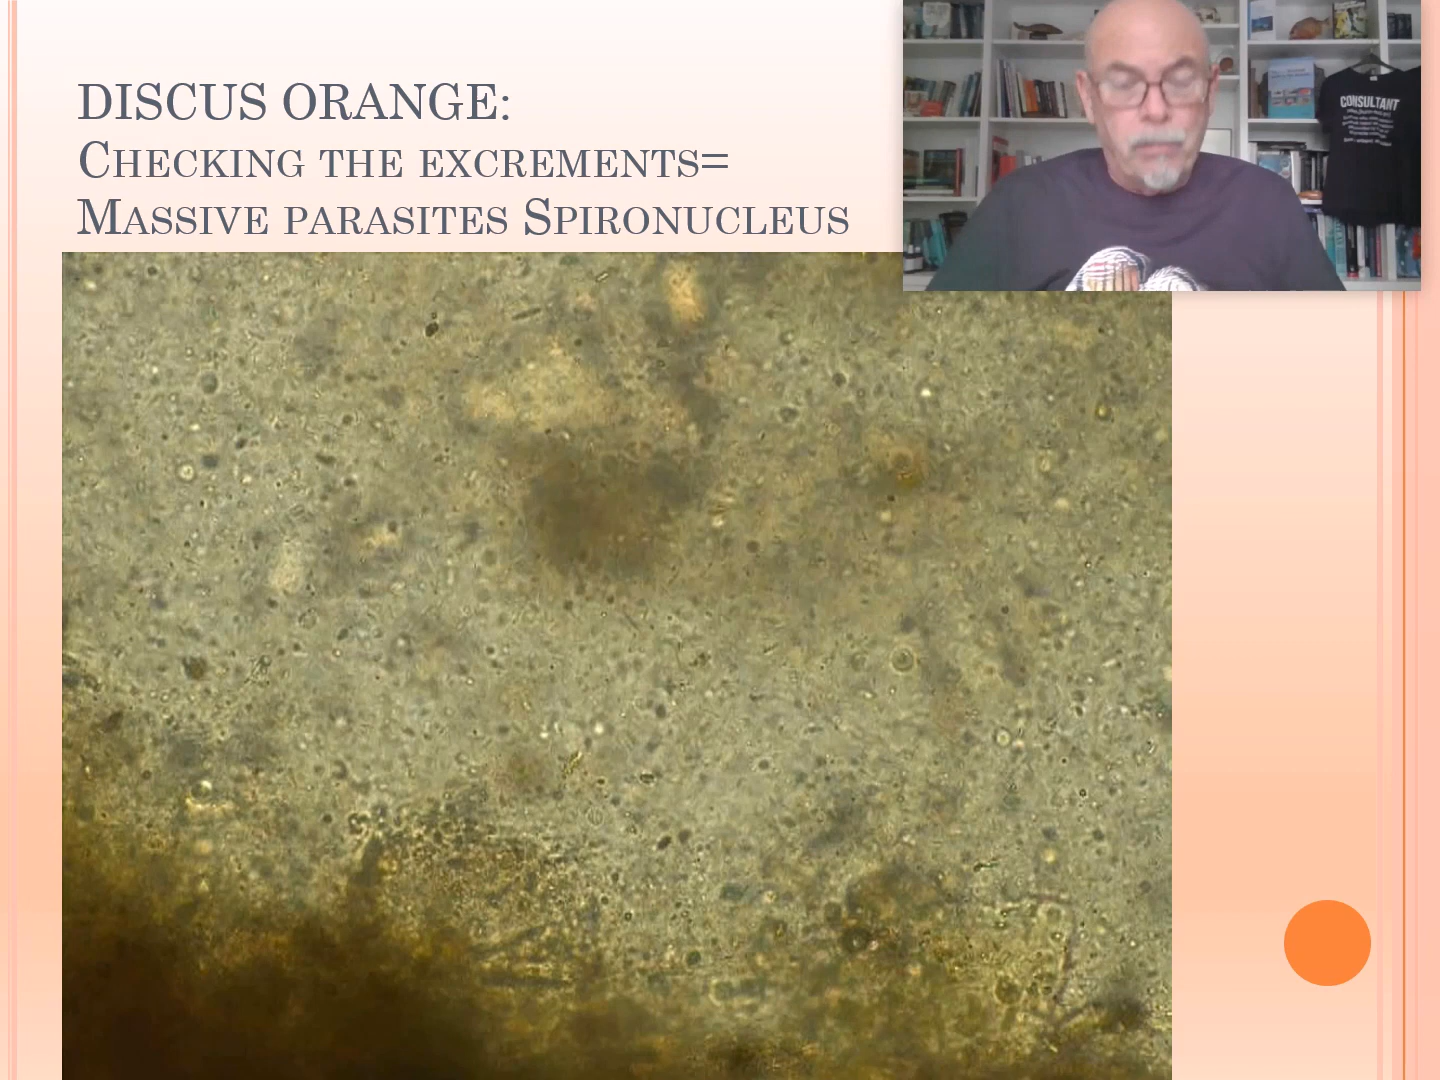 DISCUS ORANGE:
CHECKING THE EXCREMENTS=
MASSIVE PARASITES SPIRONUCLEUS
CONSULTANT